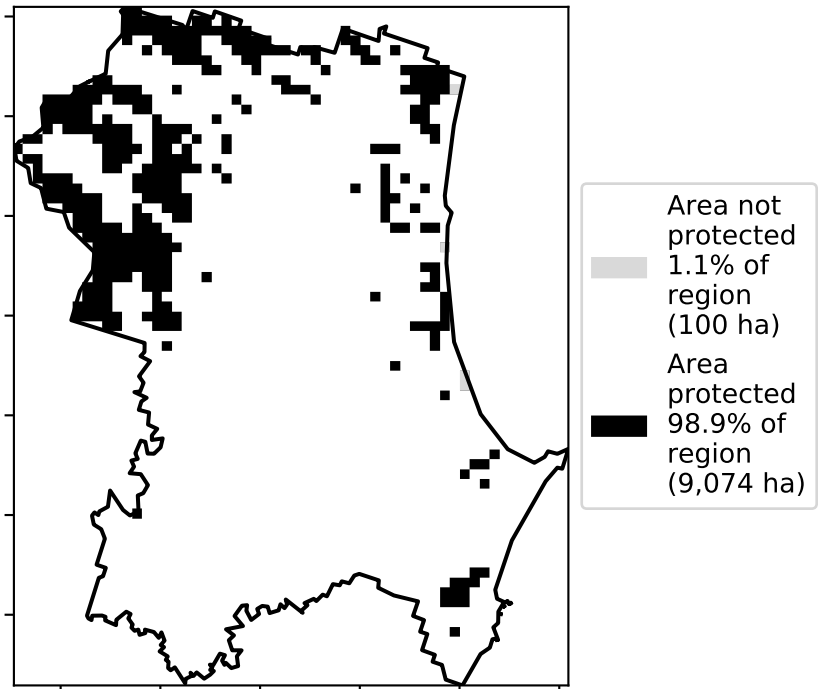 Area not
protected
1.1% of
region
(100 ha)
Area
protected
98.9% of
region
(9,074 ha)